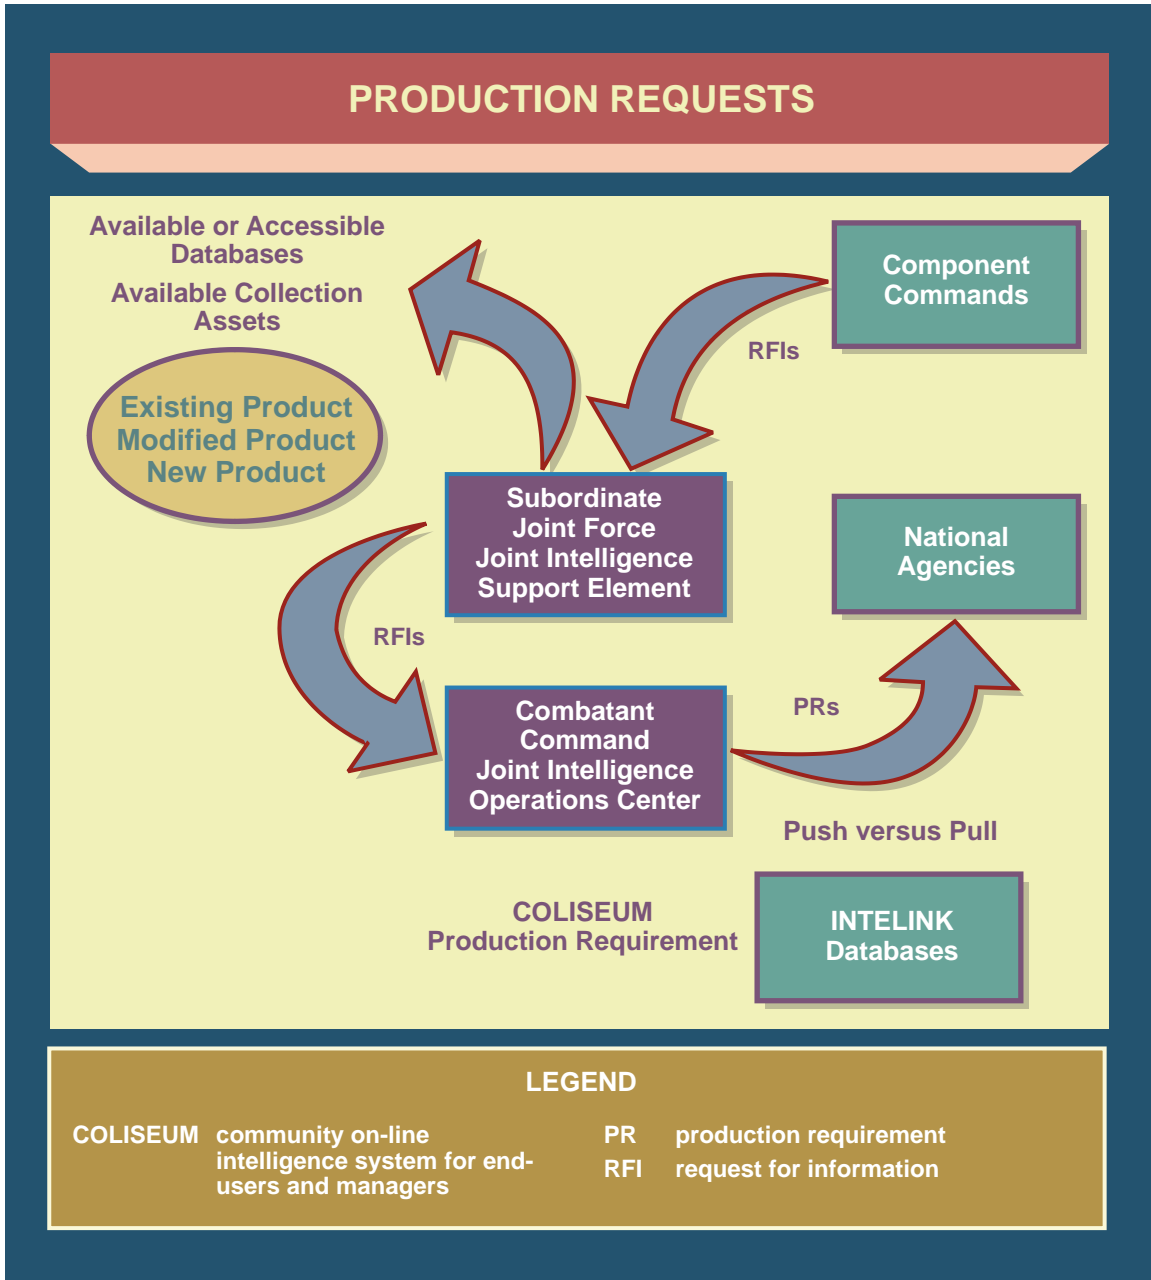 PRODUCTION REQUESTS
Available or Accessible
Databases
Available Collection
Assets
Existing Product
Modified Product
New Product
Component
Commands
RFIs
Subordinate
Joint Force
Joint Intelligence
Support Element
National
Agencies
RFIs
Combatant
Command
Joint Intelligence
Operations Center
PRs
Push versus Pull
COLISEUM
Production Requirement
INTELINK
Databases
LEGEND
COLISEUM community on-line
intelligence system for end-
users and managers
PR production requirement
RFI request for information